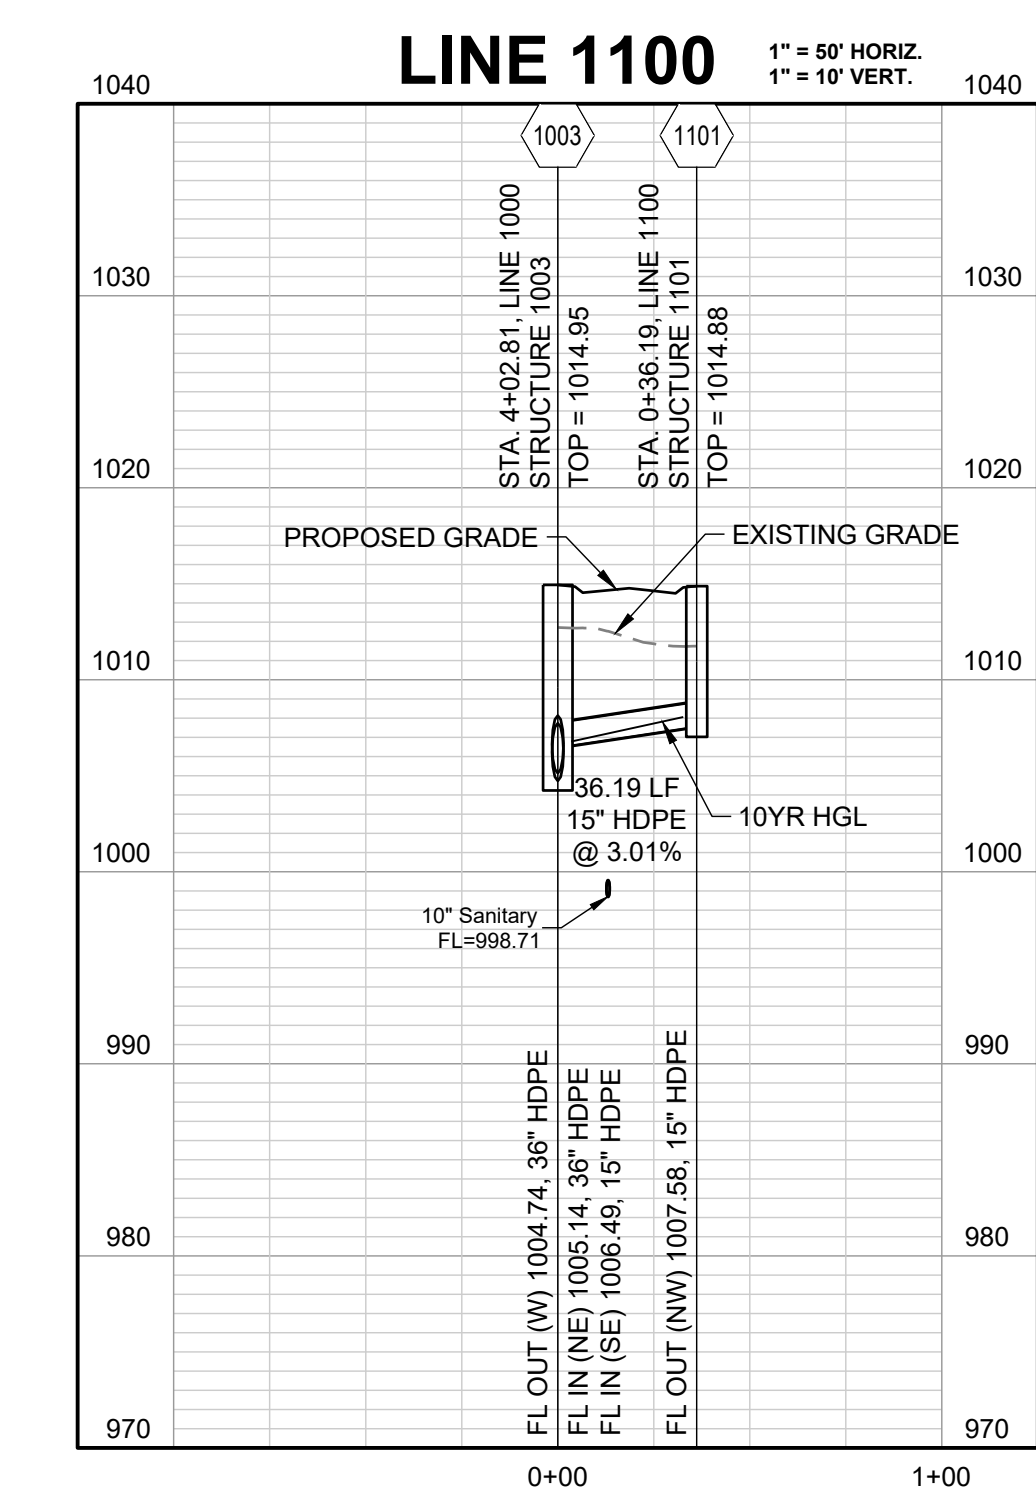 LINE 1100
1" = 50' HORIZ.
1" = 10' VERT.
1040
1040
1003
1101
STA. 4+02.81, LINE 1000
STRUCTURE 1003
TOP = 1014.95
STA. 0+36.19, LINE 1100
STRUCTURE 1101
TOP = 1014.88
1030
1030
1020
1020
PROPOSED GRADE
EXISTING GRADE
1010
1010
36.19 LF
15" HDPE
@ 3.01%
10YR HGL
1000
1000
10" Sanitary
FL=998.71
990
990
FL OUT (W) 1004.74, 36" HDPE
FL IN (NE) 1005.14, 36" HDPE
FL IN (SE) 1006.49, 15" HDPE
FL OUT (NW) 1007.58, 15" HDPE
980
980
970
970
0+00
1+00